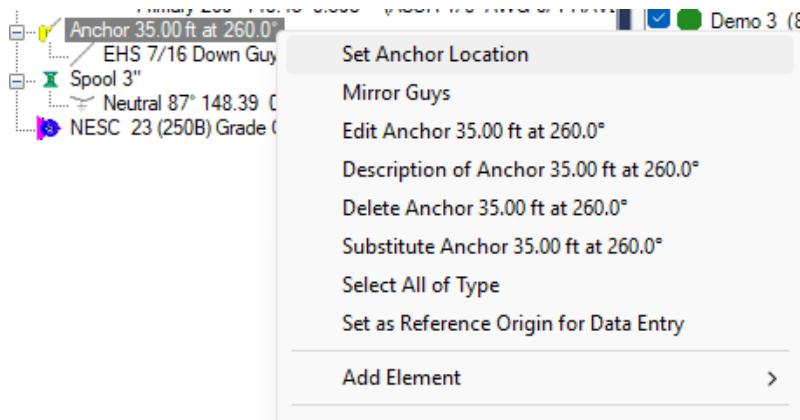 Anchor 35.00 ft at 260.0°
EHS 7/16 Down Guy
Spool 3"
Neutral 87° 148.39
NESC 23 (250B) Grade
Demo 3 (8
Set Anchor Location
Mirror Guys
Edit Anchor 35.00 ft at 260.0°
Description of Anchor 35.00 ft at 260.0°
Delete Anchor 35.00 ft at 260.0°
Substitute Anchor 35.00 ft at 260.0°
Select All of Type
Set as Reference Origin for Data Entry
Add Element